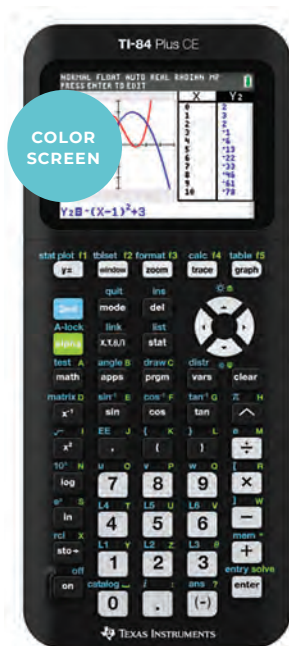 TI-84 Plus CE
NORMAL FLOAT AUTO REAL RADIAN MP
PRESS ENTER TO EDIT
COLOR
SCREEN
X Y₂
0 2
1 3
2 2
3 -1
4 -6
5 -13
6 -22
7 -33
8 -46
9 -61
10 -78
Y₂=-(X-1)²+3
stat plot f1 tblset f2 format f3 calc f4 table f5
y= window zoom trace graph
quit ins
2nd mode del
A-lock link list
alpha X,T,θ,n stat
test A angle B draw C distr
math apps prgm vars clear
matrix D sin⁻¹ E cos⁻¹ F tan⁻¹ G π H
x⁻¹ sin cos tan ^
√ I EE J { K } L e M
x² , ( ) ÷
10ˣ N u O v P w Q [ R
log 7 8 9 ×
eˣ S L4 T L5 U L6 V ] W
ln 4 5 6 −
rcl X L1 Y L2 Z L3 θ mem "
sto→ 1 2 3 +
off catalog i : ans ? entry solve
on 0 . (-) enter
TEXAS INSTRUMENTS